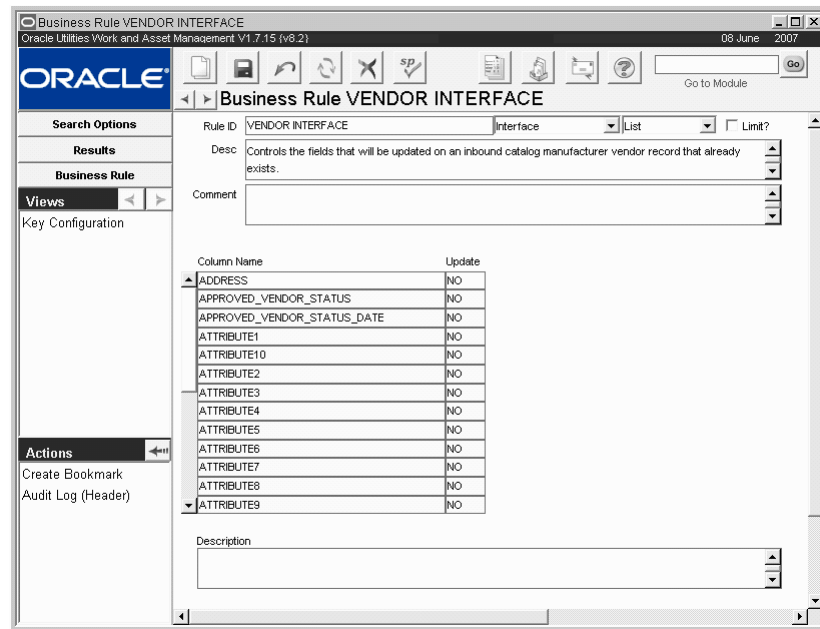 Business Rule VENDOR INTERFACE
Oracle Utilities Work and Asset Management V1.7.15 (v8.2) 08 June 2007
ORACLE
sp
Go
Go to Module
Business Rule VENDOR INTERFACE
Search Options
Results
Business Rule
Views
Key Configuration
Actions
Create Bookmark
Audit Log (Header)
Rule ID VENDOR INTERFACE Interface List Limit?
Desc Controls the fields that will be updated on an inbound catalog manufacturer vendor record that already
exists.
Comment
Column Name Update
ADDRESS NO
APPROVED_VENDOR_STATUS NO
APPROVED_VENDOR_STATUS_DATE NO
ATTRIBUTE1 NO
ATTRIBUTE10 NO
ATTRIBUTE2 NO
ATTRIBUTE3 NO
ATTRIBUTE4 NO
ATTRIBUTE5 NO
ATTRIBUTE6 NO
ATTRIBUTE7 NO
ATTRIBUTE8 NO
ATTRIBUTE9 NO
Description